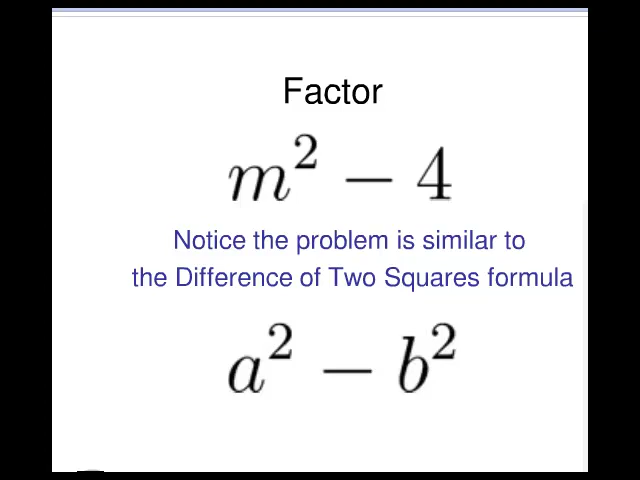 Factor
m² − 4
Notice the problem is similar to
the Difference of Two Squares formula
a² − b²